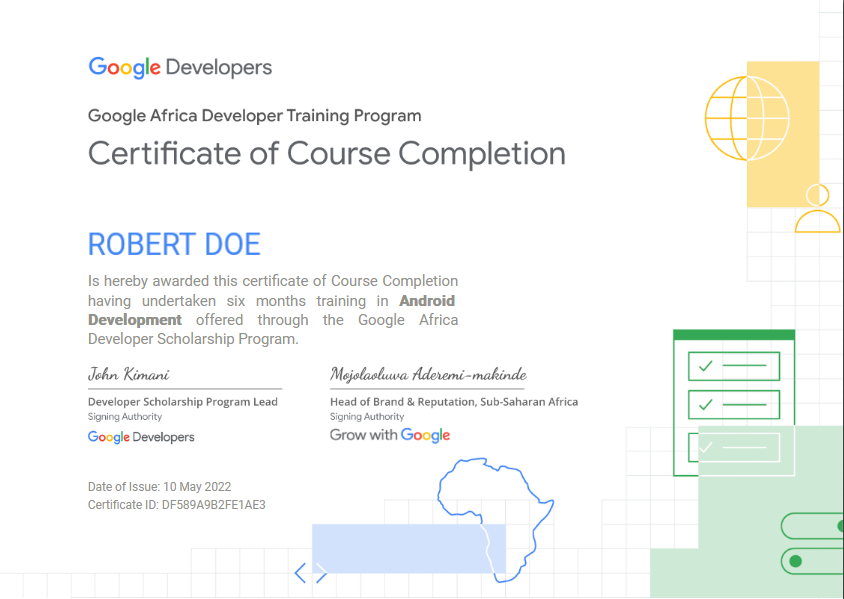 Google Developers
Google Africa Developer Training Program
Certificate of Course Completion
ROBERT DOE
Is hereby awarded this certificate of Course Completion
having undertaken six months training in Android
Development offered through the Google Africa
Developer Scholarship Program.
John Kimani
Mojolaoluwa Aderemi-makinde
Developer Scholarship Program Lead
Head of Brand & Reputation, Sub-Saharan Africa
Signing Authority
Signing Authority
Google Developers
Grow with Google
Date of Issue: 10 May 2022
Certificate ID: DF589A9B2FE1AE3